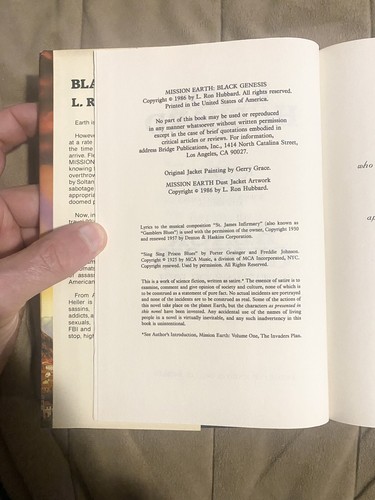 BLA
L. R
Earth is
Howeve
at a rate
the time
arrive. Fle
MISSION
knowing t
overthrow
by Soltan
sabotage
appropria
doomed p
Now, in
From A
Heller is
sassins,
addicts, a
sexuals,
FBI and
stop, high
MISSION EARTH: BLACK GENESIS
Copyright © 1986 by L. Ron Hubbard. All rights reserved.
Printed in the United States of America.
No part of this book may be used or reproduced
in any manner whatsoever without written permission
except in the case of brief quotations embodied in
critical articles or reviews. For information,
address Bridge Publications, Inc., 1414 North Catalina Street,
Los Angeles, CA 90027.
Original Jacket Painting by Gerry Grace.
MISSION EARTH Dust Jacket Artwork
Copyright © 1986 by L. Ron Hubbard.
Lyrics to the musical composition "St. James Infirmary" (also known as
"Gamblers Blues") is used with the permission of the owner, Copyright 1930
and renewed 1957 by Denton & Haskins Corporation.
"Sing Sing Prison Blues" by Porter Grainger and Freddie Johnson.
Copyright © 1925 by MCA Music, a division of MCA Incorporated, NYC.
Copyright renewed. Used by permission. All Rights Reserved.
This is a work of science fiction, written as satire.* The essence of satire is to
examine, comment and give opinion of society and culture, none of which is to
be construed as a statement of pure fact. No actual incidents are portrayed
and none of the incidents are to be construed as real. Some of the actions of
this novel take place on the planet Earth, but the characters as presented in
this novel have been invented. Any accidental use of the names of living
people in a novel is virtually inevitable, and any such inadvertency in this
book is unintentional.
*See Author's Introduction, Mission Earth: Volume One, The Invaders Plan.
who